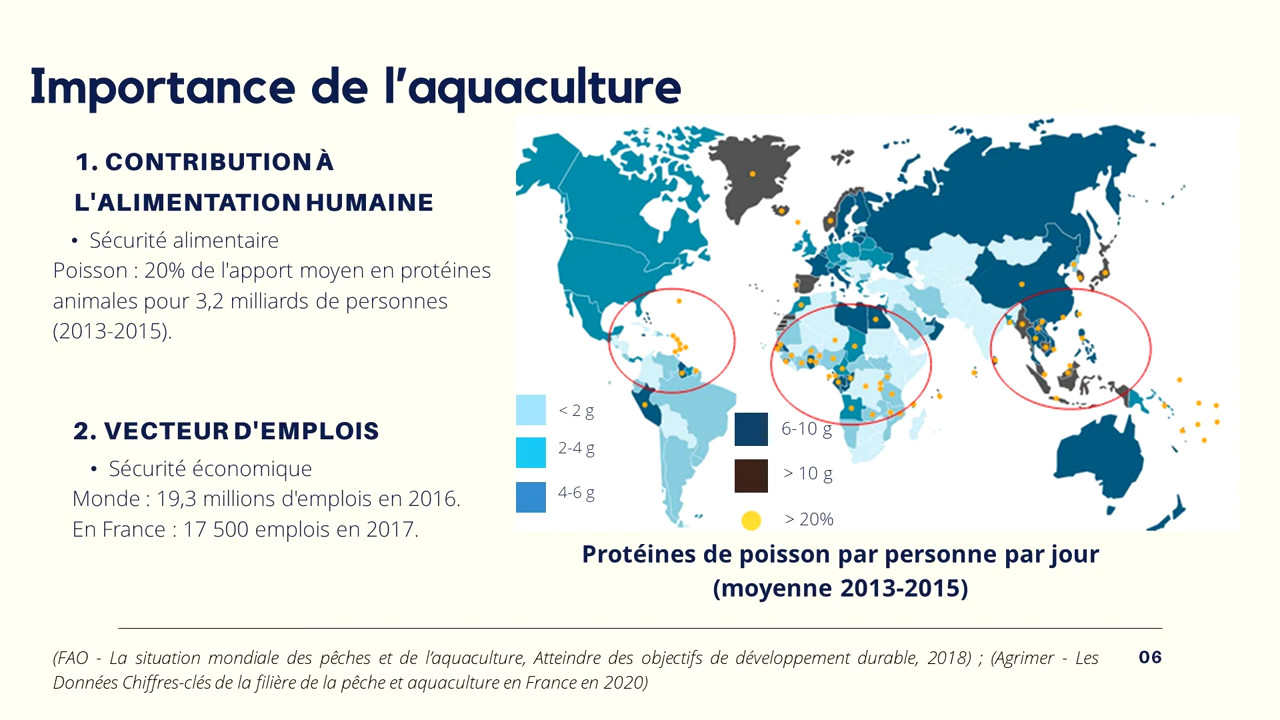 Importance de l'aquaculture
1. CONTRIBUTION À
L'ALIMENTATION HUMAINE
• Sécurité alimentaire
Poisson : 20% de l'apport moyen en protéines
animales pour 3,2 milliards de personnes
(2013-2015).
2. VECTEUR D'EMPLOIS
• Sécurité économique
Monde : 19,3 millions d'emplois en 2016.
En France : 17 500 emplois en 2017.
< 2 g
2-4 g
4-6 g
6-10 g
> 10 g
> 20%
Protéines de poisson par personne par jour
(moyenne 2013-2015)
(FAO - La situation mondiale des pêches et de l'aquaculture, Atteindre des objectifs de développement durable, 2018) ; (Agrimer - Les
Données Chiffres-clés de la filière de la pêche et aquaculture en France en 2020)
06